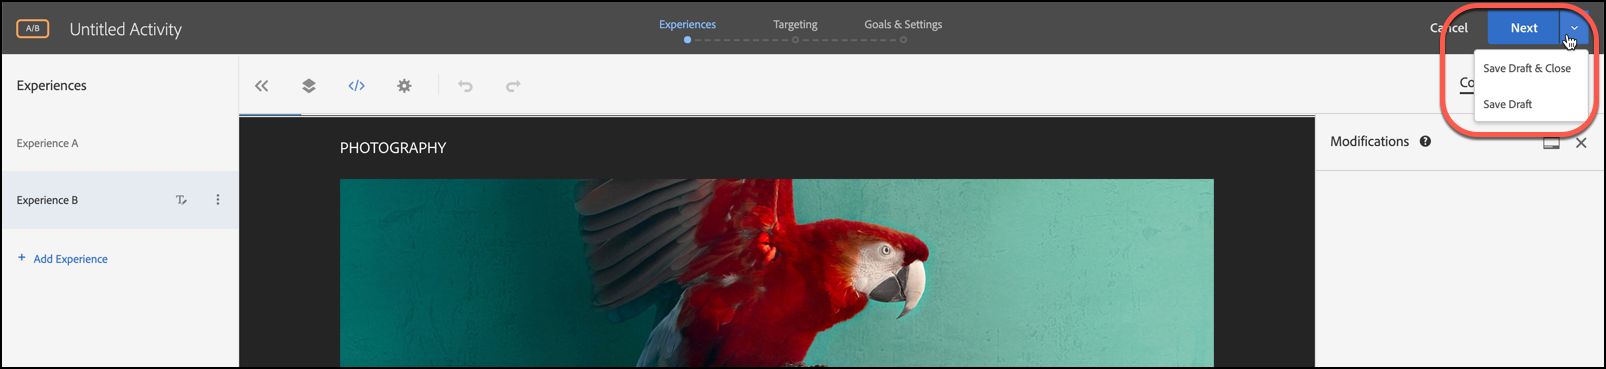 A/B
Untitled Activity
Experiences
Targeting
Goals & Settings
Cancel
Next
Save Draft & Close
Save Draft
Experiences
Experience A
Experience B
+ Add Experience
</>
PHOTOGRAPHY
Modifications